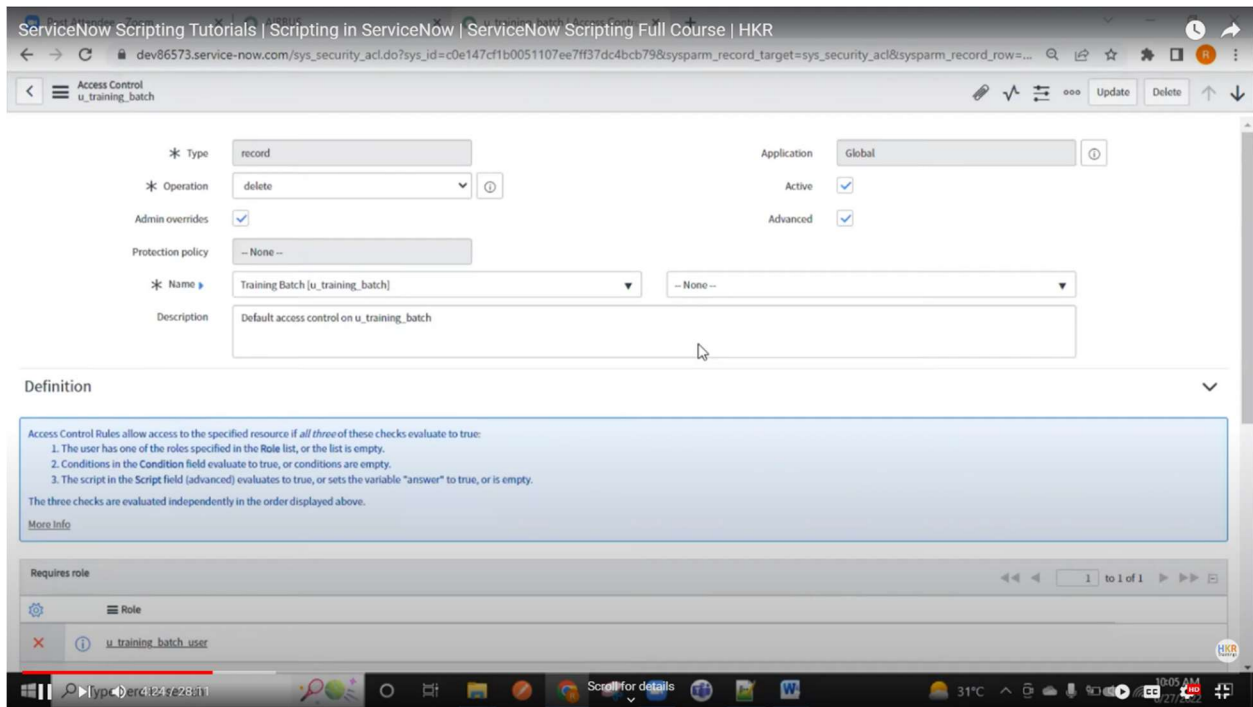 ServiceNow Scripting Tutorials | Scripting in ServiceNow | ServiceNow Scripting Full Course | HKR
dev86573.service-now.com/sys_security_acl.do?sys_id=c0e147cf1b0051107ee7ff37dc4bcb79&sysparm_record_target=sys_security_acl&sysparm_record_row=...
R
Access Control
u_training_batch
Update
Delete
Type
record
Application
Global
Operation
delete
Active
Admin overrides
Advanced
Protection policy
-- None --
Name
Training Batch [u_training_batch]
-- None --
Description
Default access control on u_training_batch
Definition
Access Control Rules allow access to the specified resource if all three of these checks evaluate to true:
1. The user has one of the roles specified in the Role list, or the list is empty.
2. Conditions in the Condition field evaluate to true, or conditions are empty.
3. The script in the Script field (advanced) evaluates to true, or sets the variable "answer" to true, or is empty.
The three checks are evaluated independently in the order displayed above.
More Info
Requires role
1 to 1 of 1
Role
u_training_batch_user
HKR
4:24 / 28:11
Scroll for details
31°C
CC
HD
10:05 AM